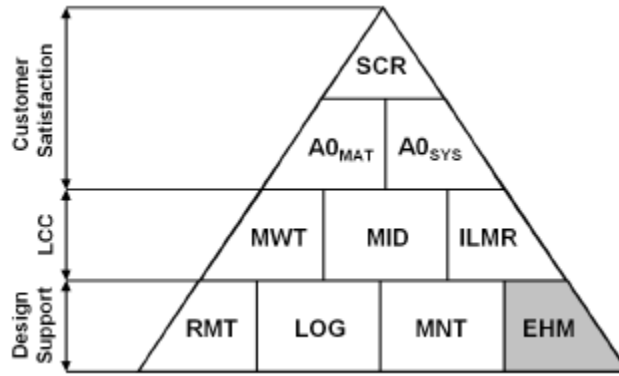 Customer
Satisfaction
SCR
A0MAT A0SYS
LCC
MWT MID ILMR
Design
Support
RMT LOG MNT EHM